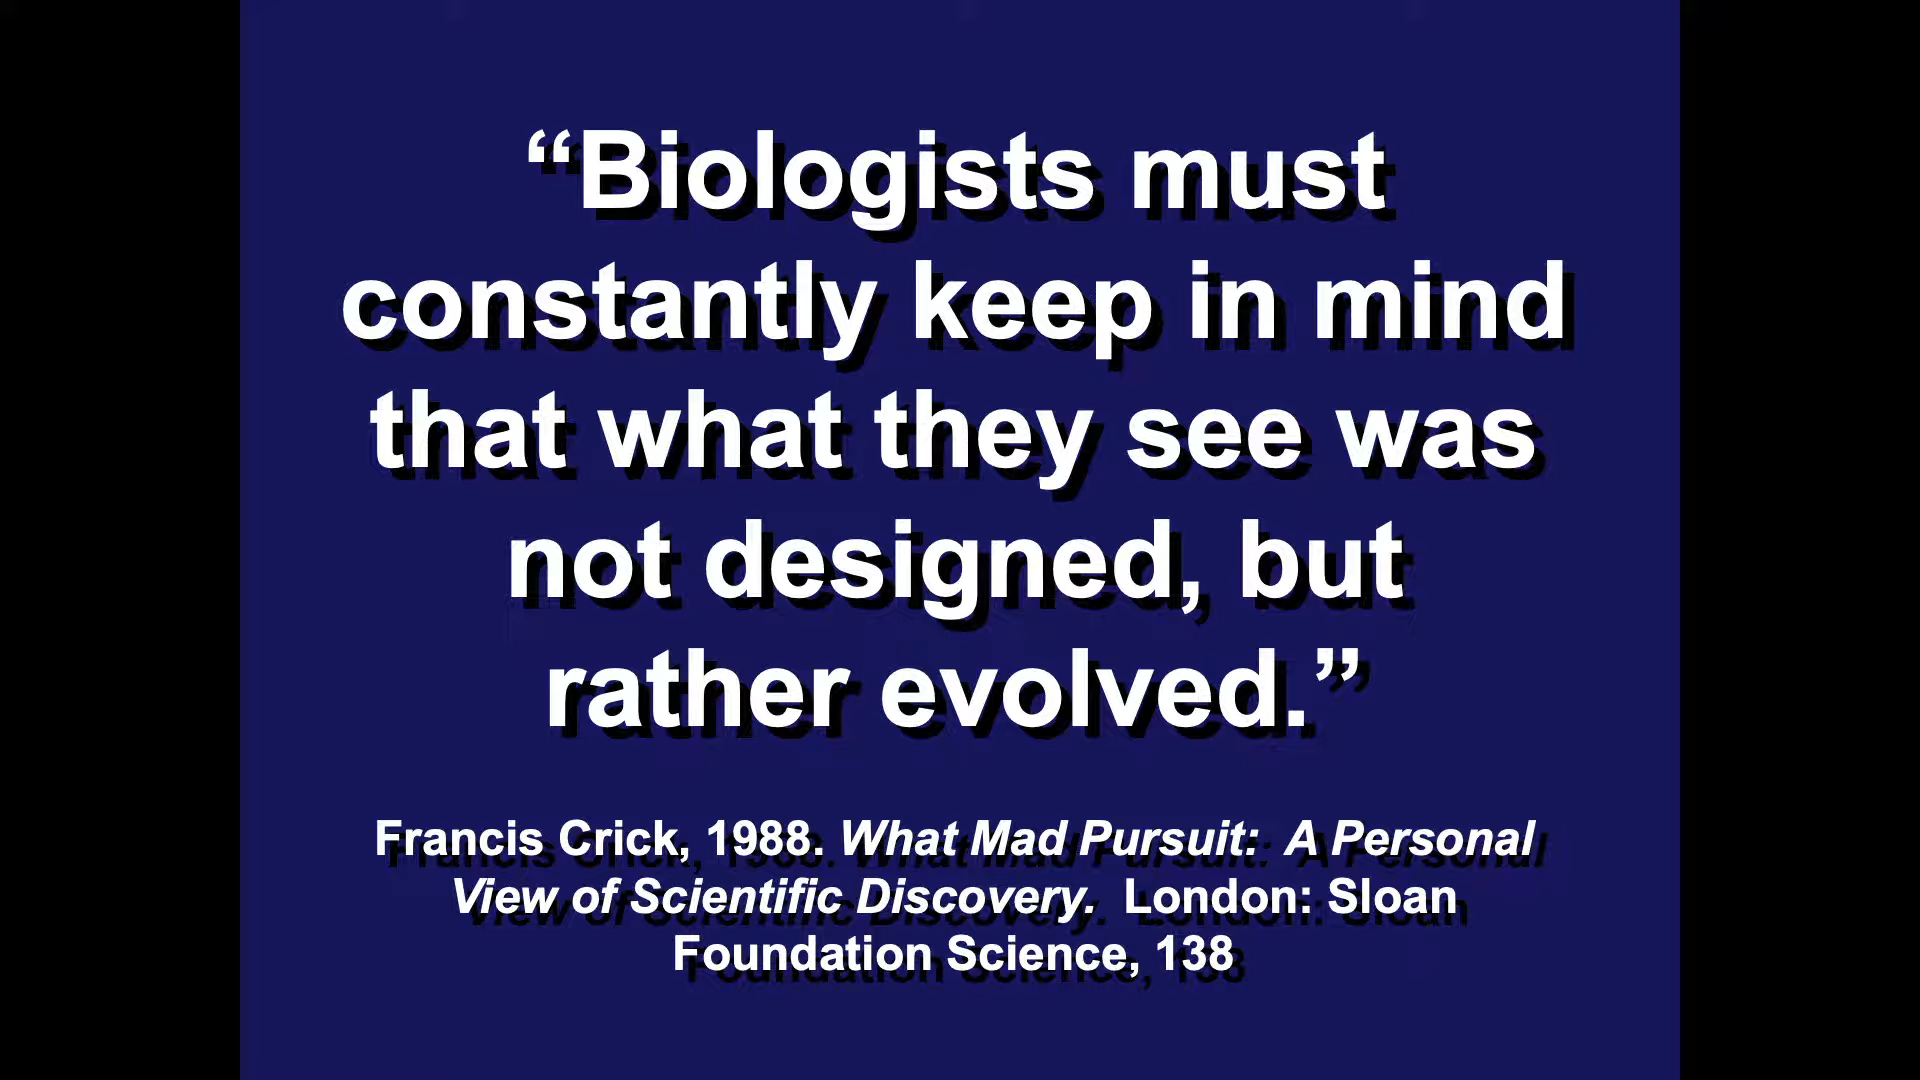 “Biologists must
constantly keep in mind
that what they see was
not designed, but
rather evolved.”
Francis Crick, 1988. What Mad Pursuit:  A Personal
View of Scientific Discovery.  London: Sloan
Foundation Science, 138